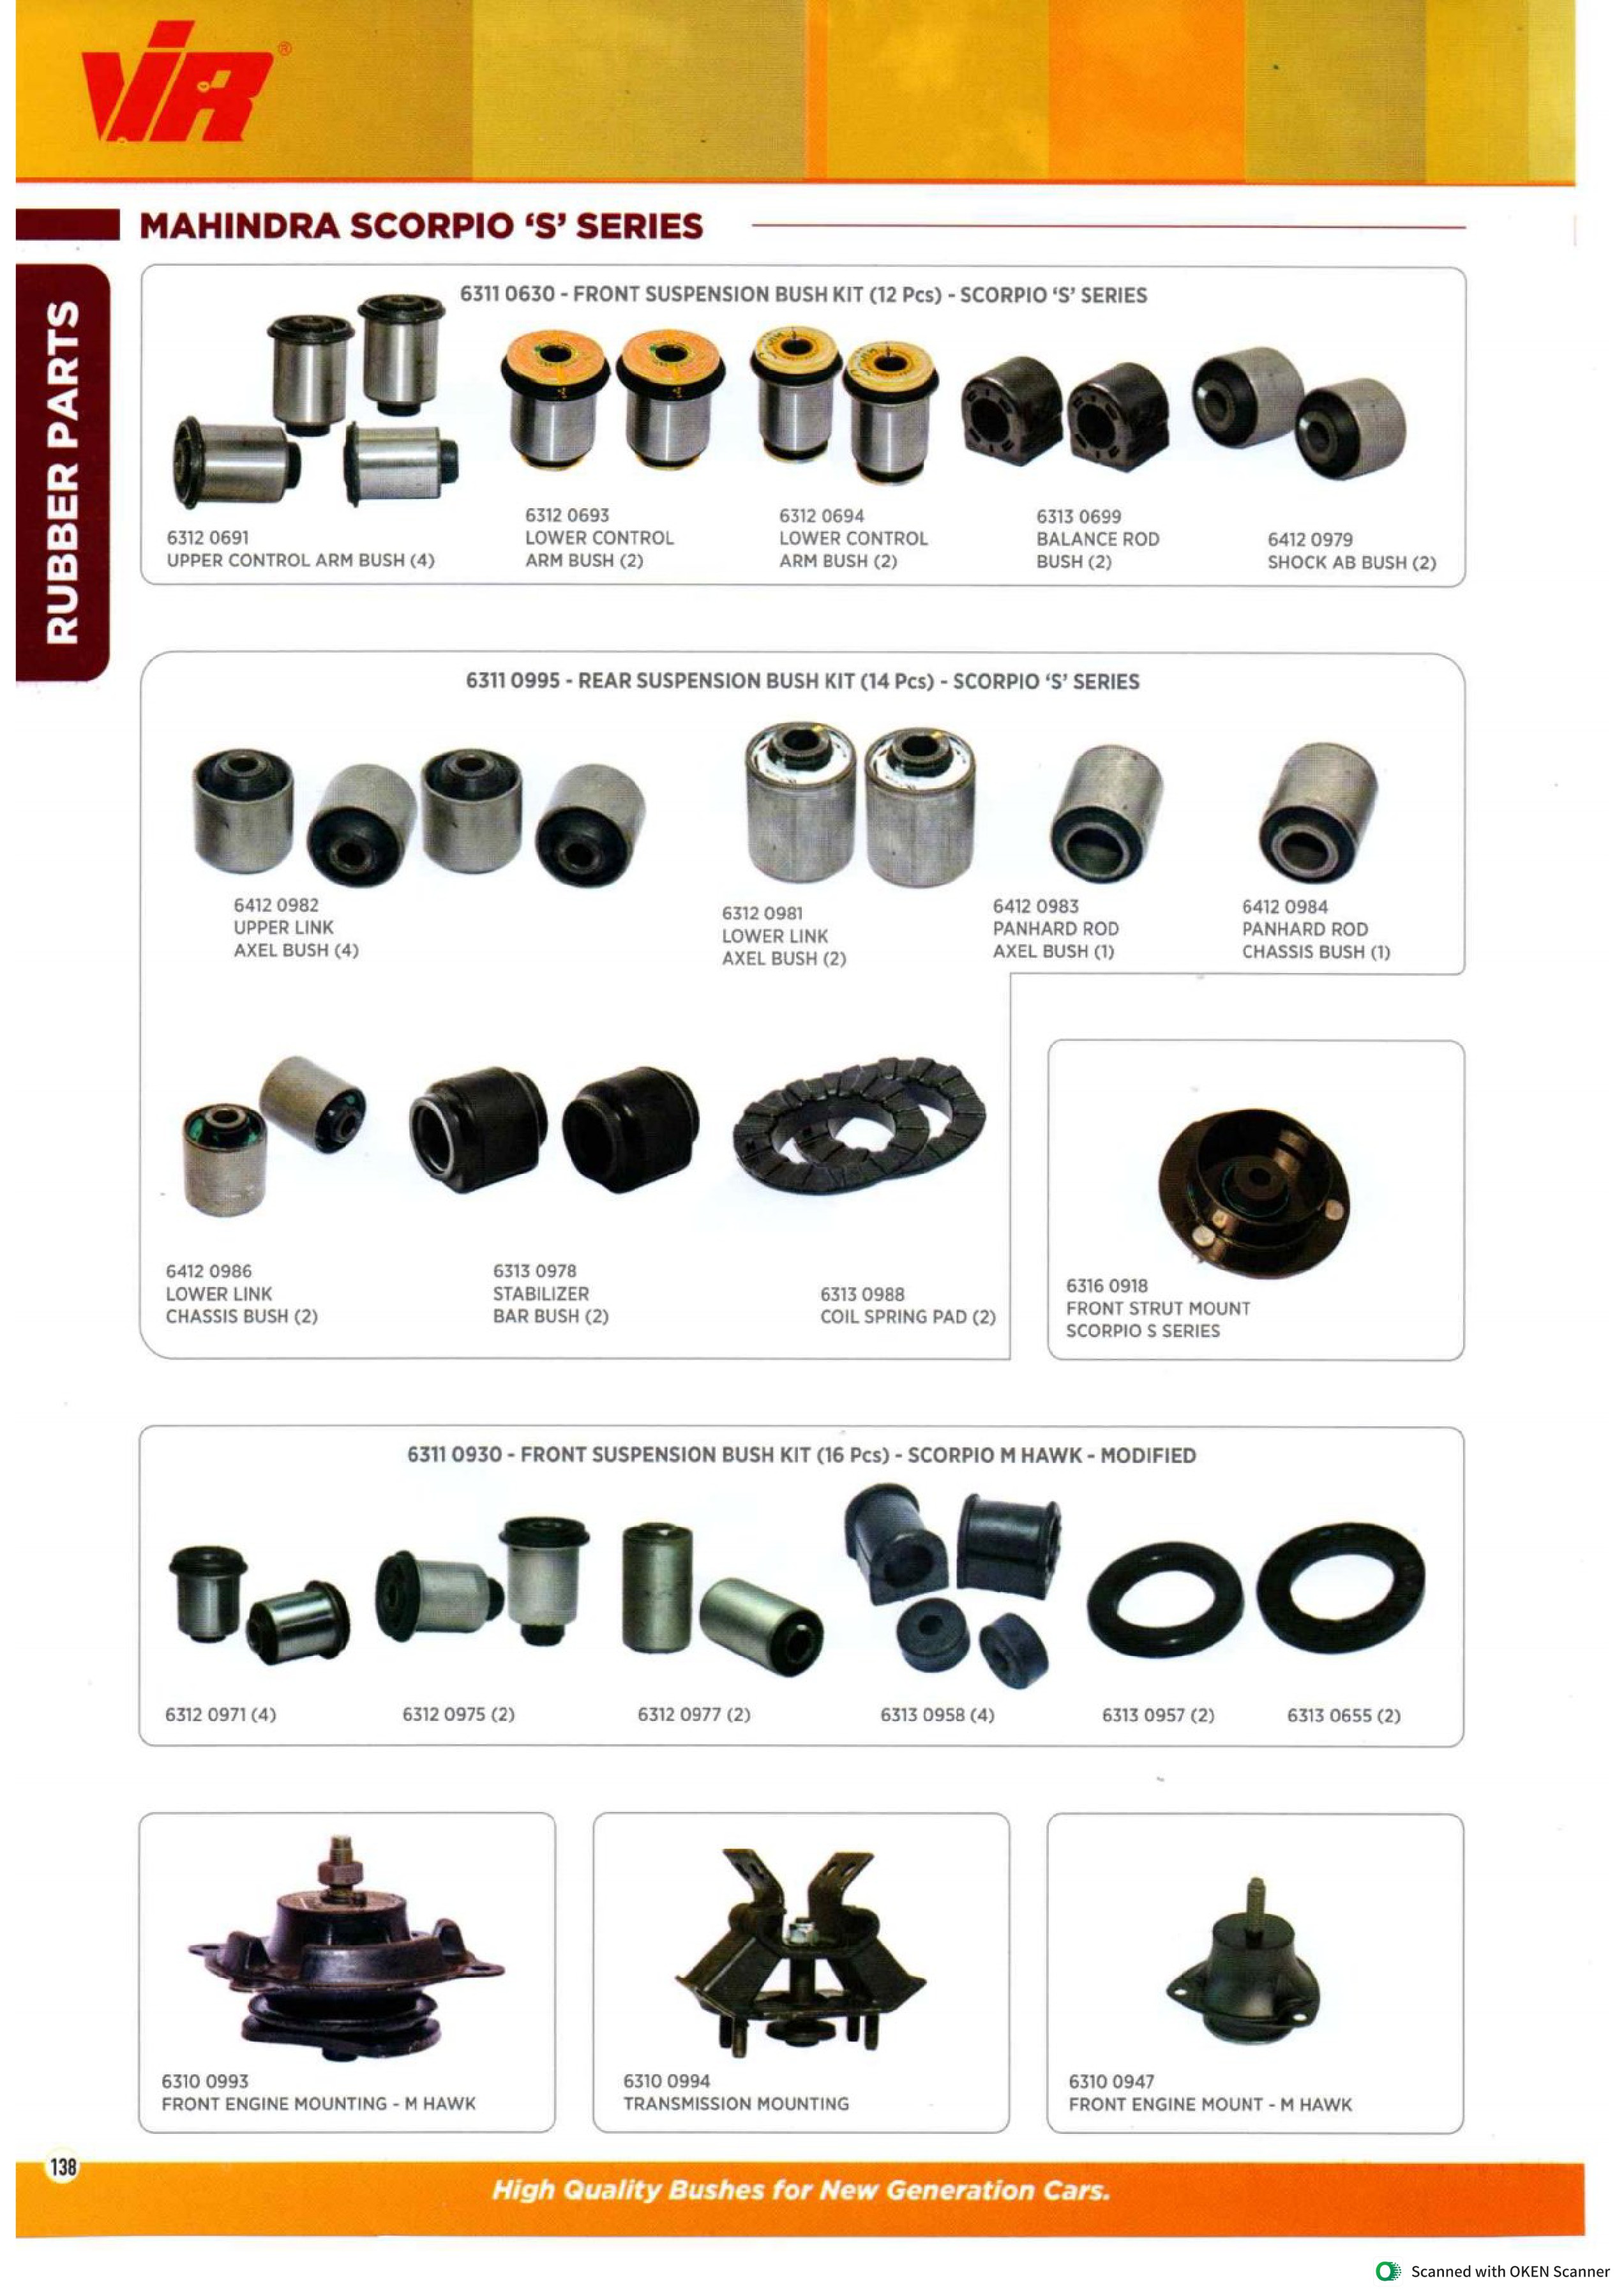 ViR®
MAHINDRA SCORPIO ‘S’ SERIES
RUBBER PARTS
6311 0630 - FRONT SUSPENSION BUSH KIT (12 Pcs) - SCORPIO ‘S’ SERIES
6312 0691
UPPER CONTROL ARM BUSH (4)
6312 0693
LOWER CONTROL
ARM BUSH (2)
6312 0694
LOWER CONTROL
ARM BUSH (2)
6313 0699
BALANCE ROD
BUSH (2)
6412 0979
SHOCK AB BUSH (2)
6311 0995 - REAR SUSPENSION BUSH KIT (14 Pcs) - SCORPIO ‘S’ SERIES
6412 0982
UPPER LINK
AXEL BUSH (4)
6312 0981
LOWER LINK
AXEL BUSH (2)
6412 0983
PANHARD ROD
AXEL BUSH (1)
6412 0984
PANHARD ROD
CHASSIS BUSH (1)
6412 0986
LOWER LINK
CHASSIS BUSH (2)
6313 0978
STABILIZER
BAR BUSH (2)
6313 0988
COIL SPRING PAD (2)
6316 0918
FRONT STRUT MOUNT
SCORPIO S SERIES
6311 0930 - FRONT SUSPENSION BUSH KIT (16 Pcs) - SCORPIO M HAWK - MODIFIED
6312 0971 (4)
6312 0975 (2)
6312 0977 (2)
6313 0958 (4)
6313 0957 (2)
6313 0655 (2)
6310 0993
FRONT ENGINE MOUNTING - M HAWK
6310 0994
TRANSMISSION MOUNTING
6310 0947
FRONT ENGINE MOUNT - M HAWK
138
High Quality Bushes for New Generation Cars.
Scanned with OKEN Scanner